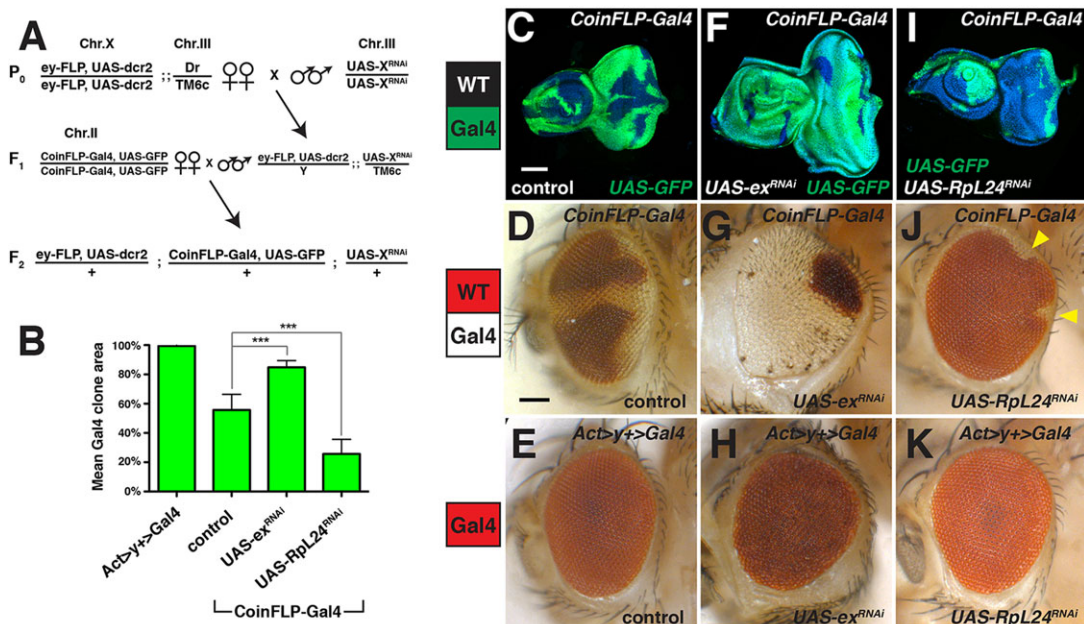 A
Chr.X
Chr.III
Chr.III
P0
ey-FLP, UAS-dcr2
ey-FLP, UAS-dcr2
;;
Dr
TM6c
♀♀ x ♂♂
UAS-X^RNAi
UAS-X^RNAi
Chr.II
F1
CoinFLP-Gal4, UAS-GFP
CoinFLP-Gal4, UAS-GFP
♀♀ x ♂♂
ey-FLP, UAS-dcr2
Y
;;
UAS-X^RNAi
TM6c
F2
ey-FLP, UAS-dcr2
+
;
CoinFLP-Gal4, UAS-GFP
+
;
UAS-X^RNAi
+
B
Mean Gal4 clone area
100%
80%
60%
40%
20%
0%
***
***
Act>y+>Gal4
control
UAS-ex^RNAi
UAS-RpL24^RNAi
CoinFLP-Gal4
WT
Gal4
C
CoinFLP-Gal4
control
UAS-GFP
F
CoinFLP-Gal4
UAS-ex^RNAi
UAS-GFP
I
CoinFLP-Gal4
UAS-GFP
UAS-RpL24^RNAi
WT
Gal4
D
CoinFLP-Gal4
control
G
CoinFLP-Gal4
UAS-ex^RNAi
J
CoinFLP-Gal4
UAS-RpL24^RNAi
Gal4
E
Act>y+>Gal4
control
H
Act>y+>Gal4
UAS-ex^RNAi
K
Act>y+>Gal4
UAS-RpL24^RNAi